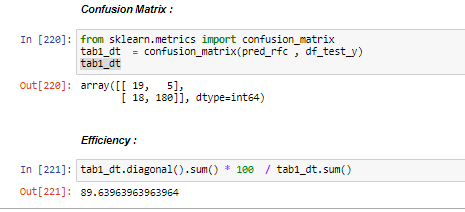 Confusion Matrix :
In [220]: from sklearn.metrics import confusion_matrix
tab1_dt = confusion_matrix(pred_rfc , df_test_y)
tab1_dt
Out[220]: array([[ 19, 5],
[ 18, 180]], dtype=int64)
Efficiency :
In [221]: tab1_dt.diagonal().sum() * 100 / tab1_dt.sum()
Out[221]: 89.63963963963964